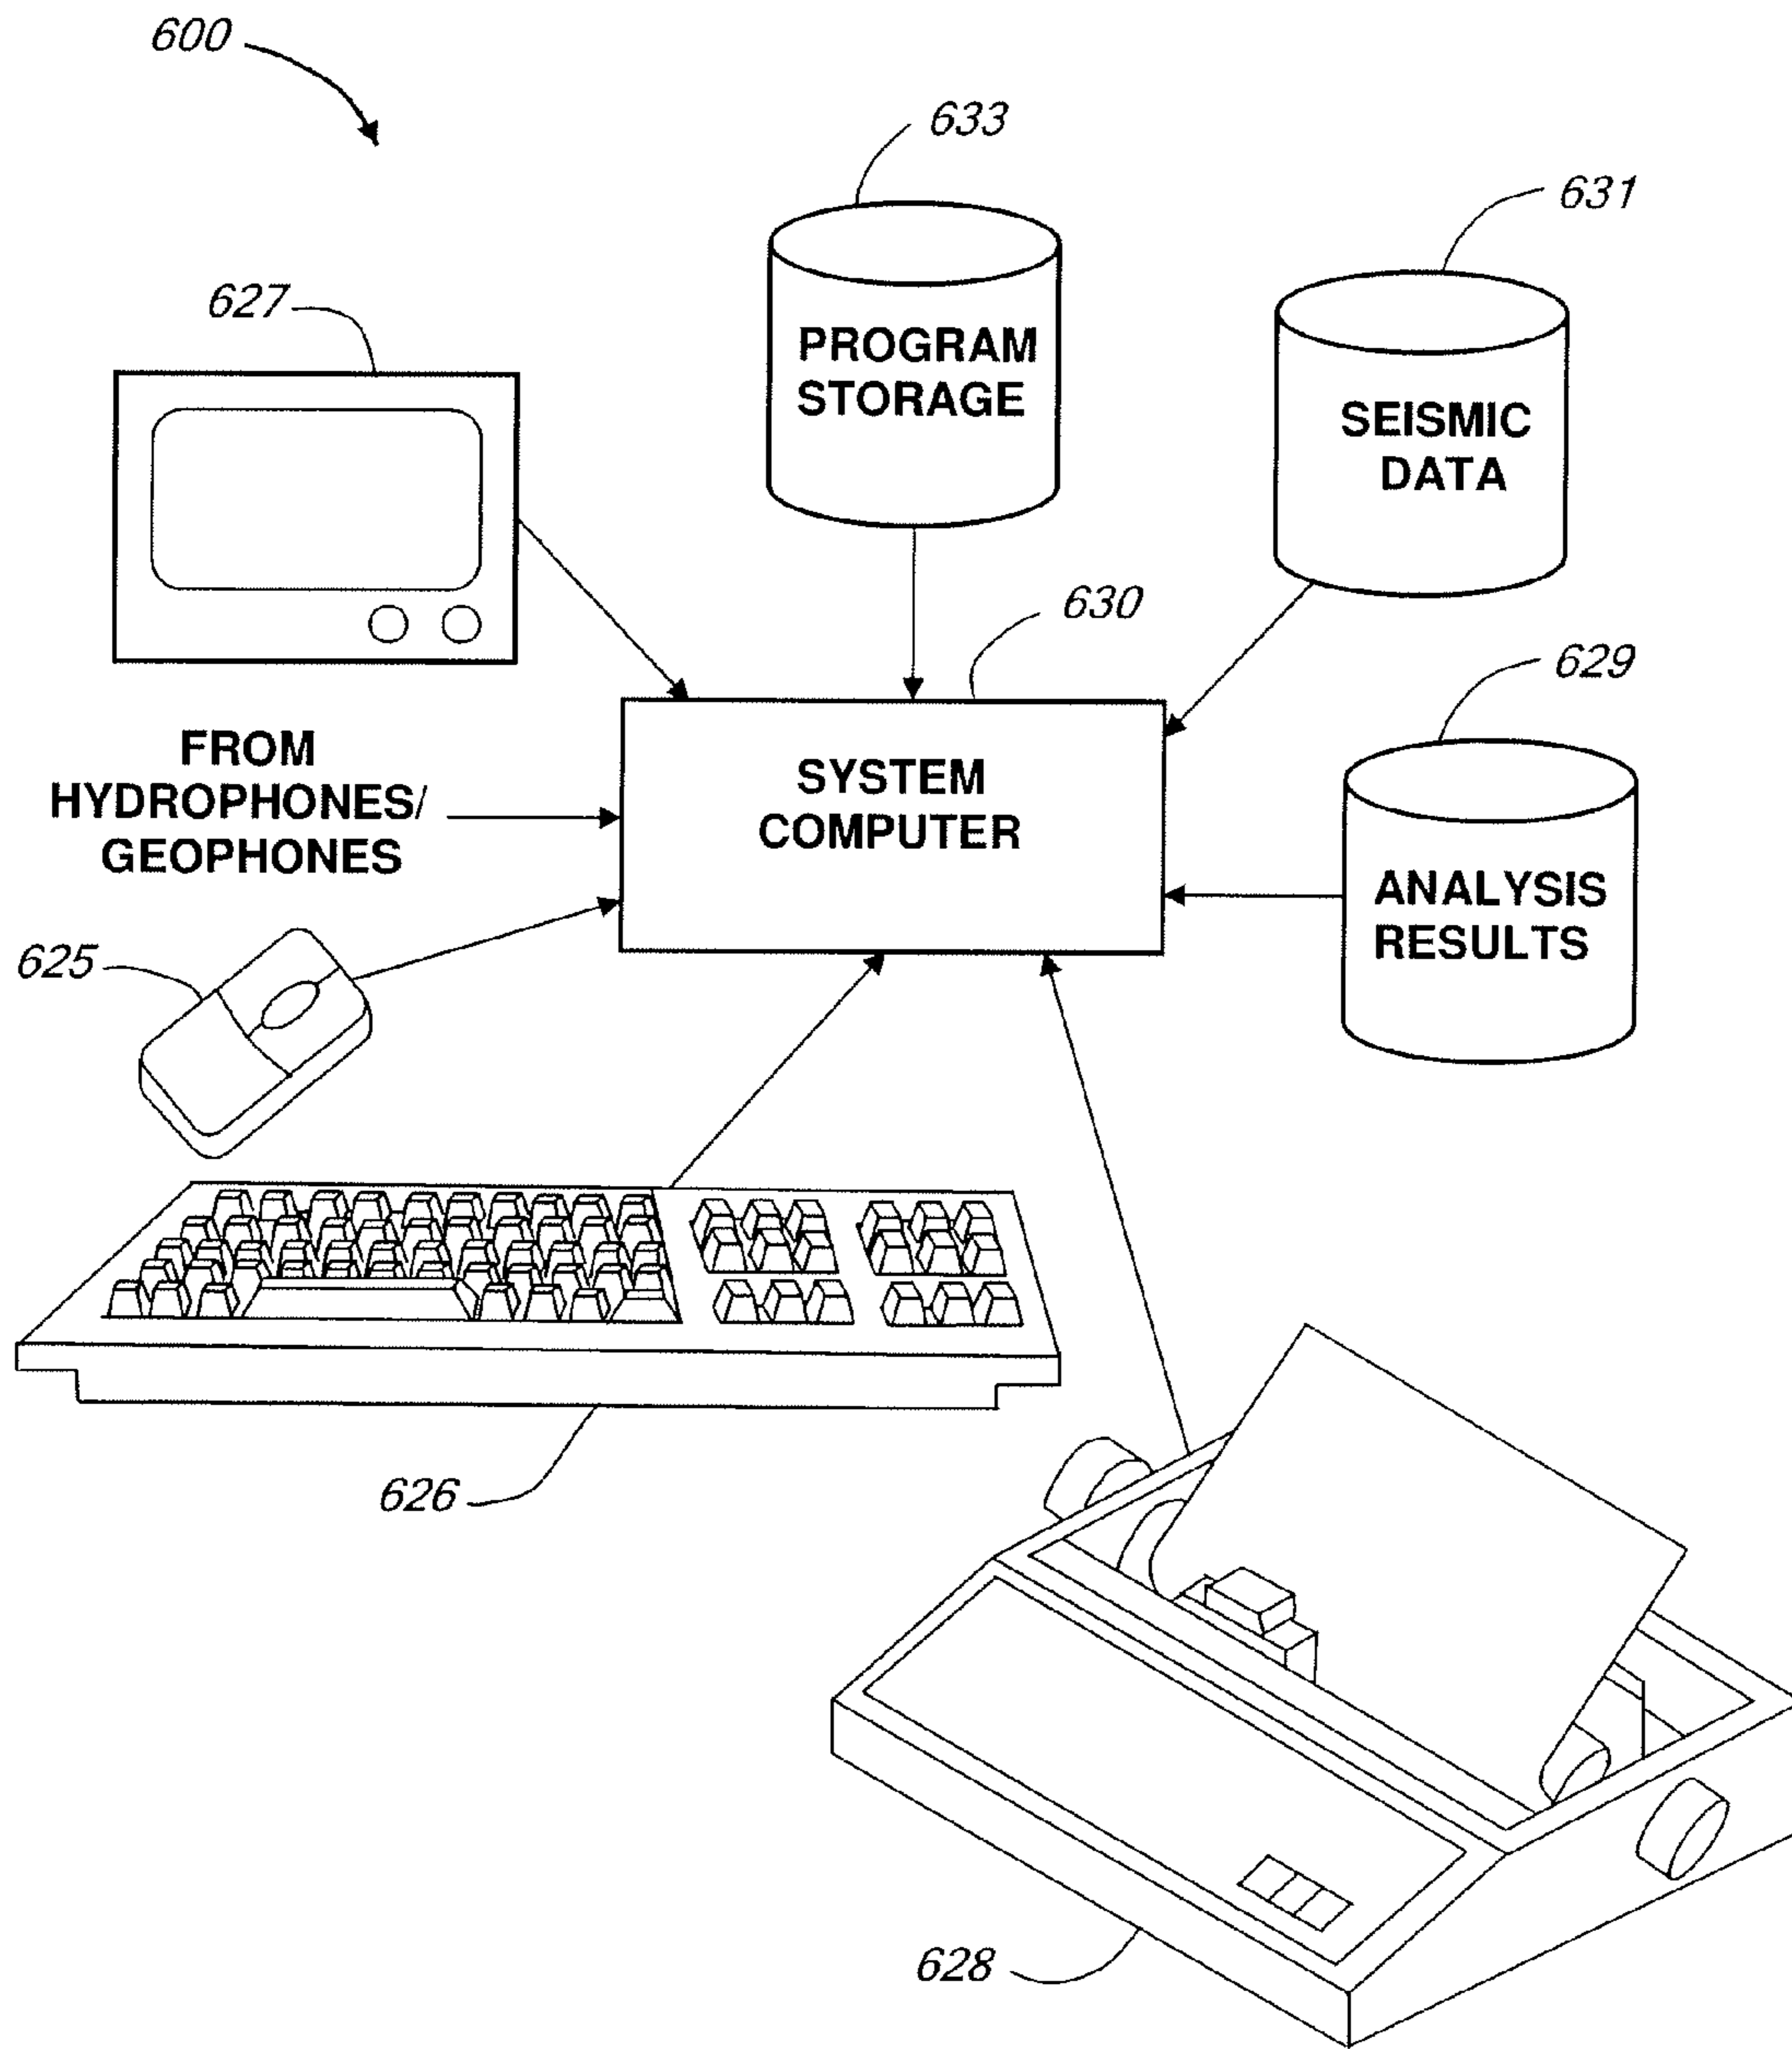 600
633
631
627
PROGRAM
STORAGE
SEISMIC
DATA
630
629
FROM
HYDROPHONES/
GEOPHONES
SYSTEM
COMPUTER
ANALYSIS
RESULTS
625
626
628